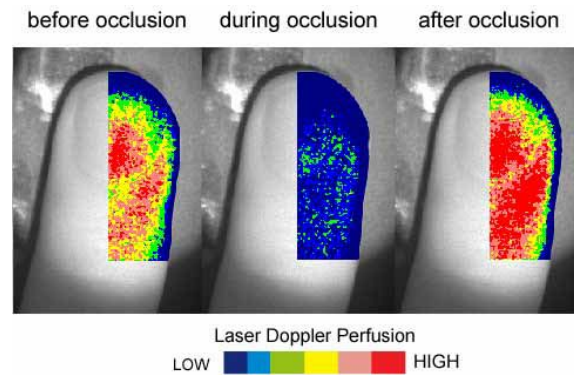 before occlusion during occlusion after occlusion
Laser Doppler Perfusion
LOW HIGH